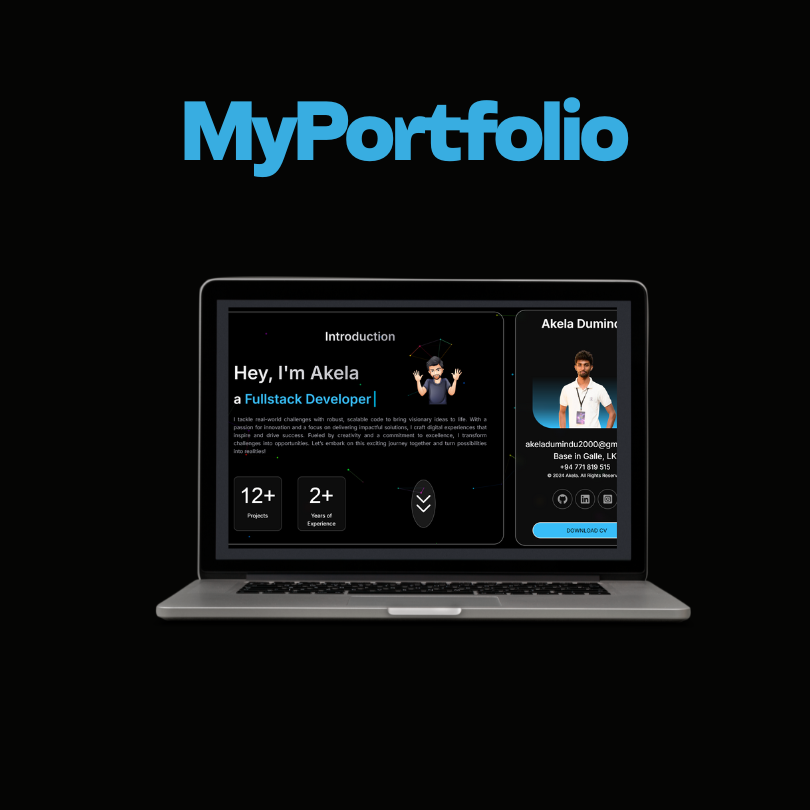 MyPortfolio
Introduction
Hey, I'm Akela
a Fullstack Developer
I tackle real-world challenges with robust, scalable code to bring visionary ideas to life. With a
passion for innovation and a focus on delivering impactful solutions, I craft digital experiences that
inspire and drive success. Fueled by creativity and a commitment to excellence, I transform
challenges into opportunities. Let's embark on this exciting journey together and turn possibilities
into realities!
12+
Projects
2+
Years of
Experience
Akela Dumind
akeladumindu2000@gm
Base in Galle, LK
+94 771 819 515
© 2024 Akela. All Rights Reserv
DOWNLOAD CV